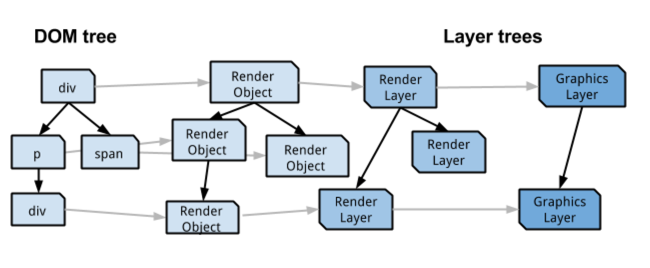 DOM tree
Layer trees
div
Render
Object
Render
Layer
Graphics
Layer
p
span
Render
Object
Render
Object
Render
Layer
div
Render
Object
Render
Layer
Graphics
Layer